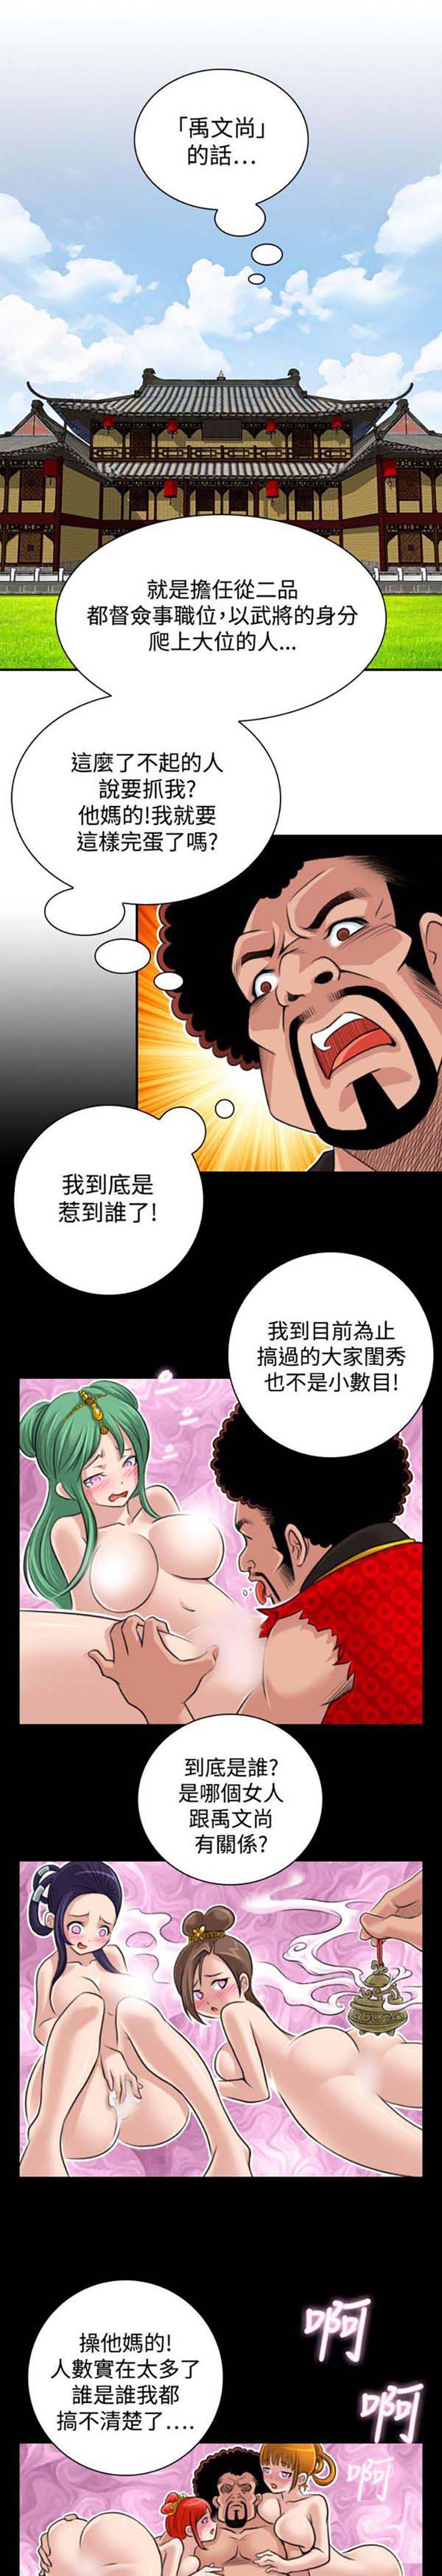 「禹文尚」
的話...
就是擔任從二品
都督僉事職位，以武將的身分
爬上大位的人...
這麼了不起的人
說要抓我?
他媽的!我就要
這樣完蛋了嗎?
我到底是
惹到誰了!
我到目前為止
搞過的大家閨秀
也不是小數目!
到底是誰?
是哪個女人
跟禹文尚
有關係?
啊
啊
操他媽的!
人數實在太多了
誰是誰我都
搞不清楚了....
啊